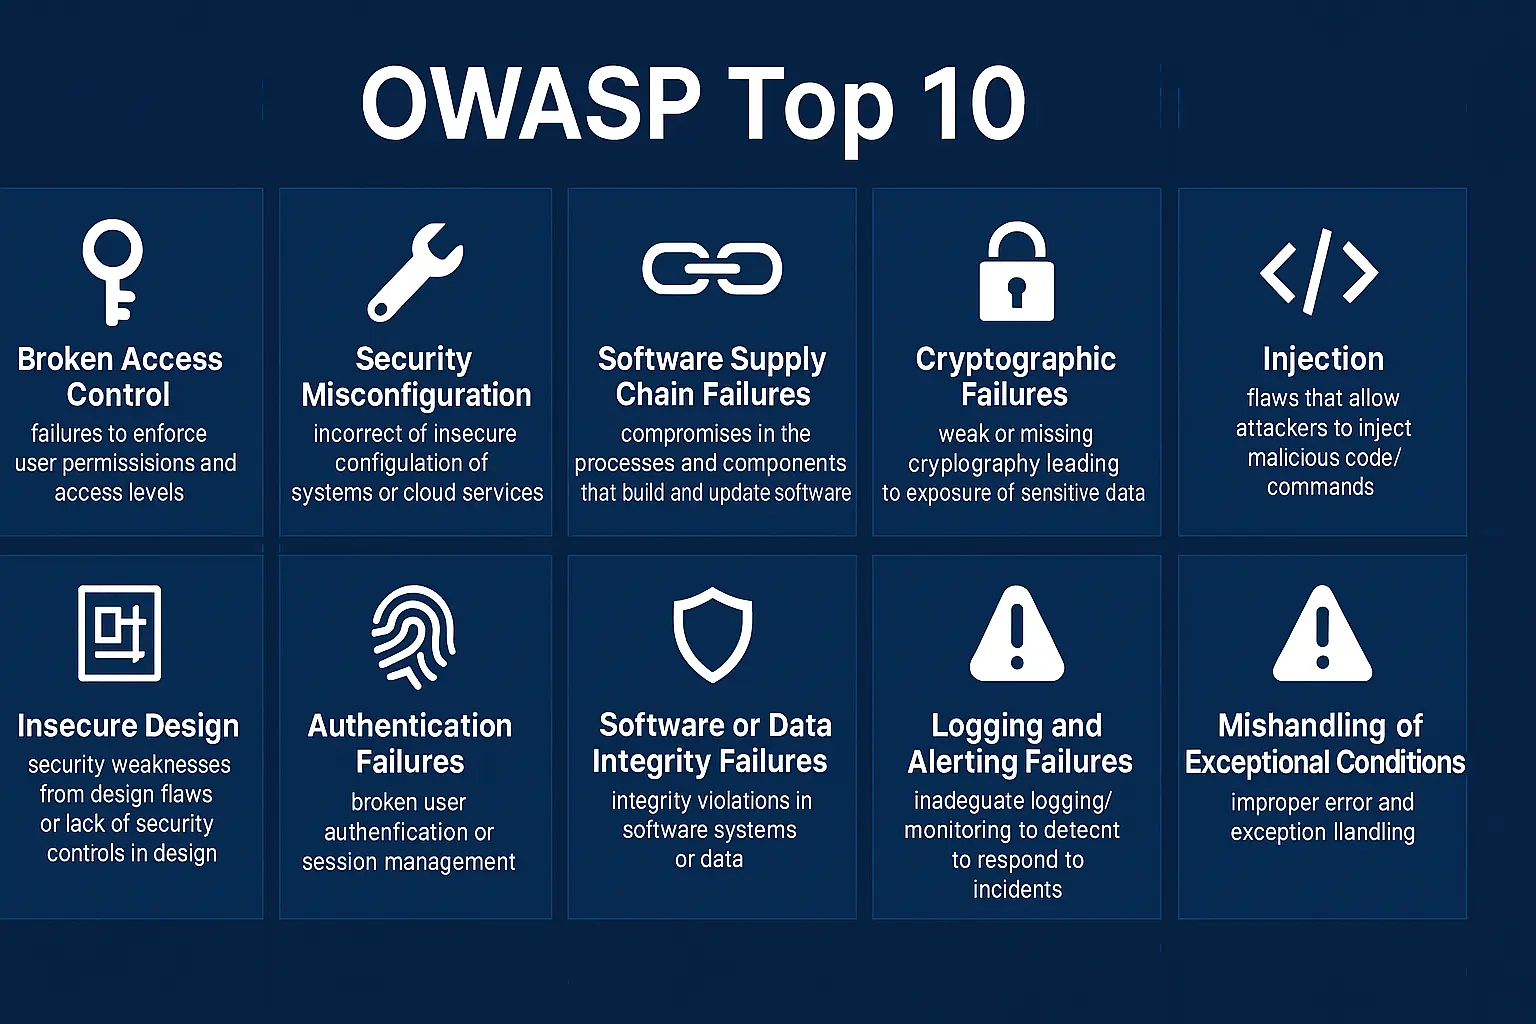 OWASP Top 10
Broken Access
Control
failures to enforce
user permissisions and
access levels
Security
Misconfiguration
incorrect of insecure
configulation of
systems or cloud services
Software Supply
Chain Failures
compromises in the
processes and components
that build and update software
Cryptographic
Failures
weak or missing
cryplography leading
to exposure of sensitive data
Injection
flaws that allow
attackers to inject
malicious code/
commands
Insecure Design
security weaknesses
from design flaws
or lack of security
controls in design
Authentication
Failures
broken user
authenfication or
session management
Software or Data
Integrity Failures
integrity violations in
software systems
or data
Logging and
Alerting Failures
inadeguate logging/
monitoring to detecnt
to respond to
incidents
Mishandling of
Exceptional Conditions
improper error and
exception llandling